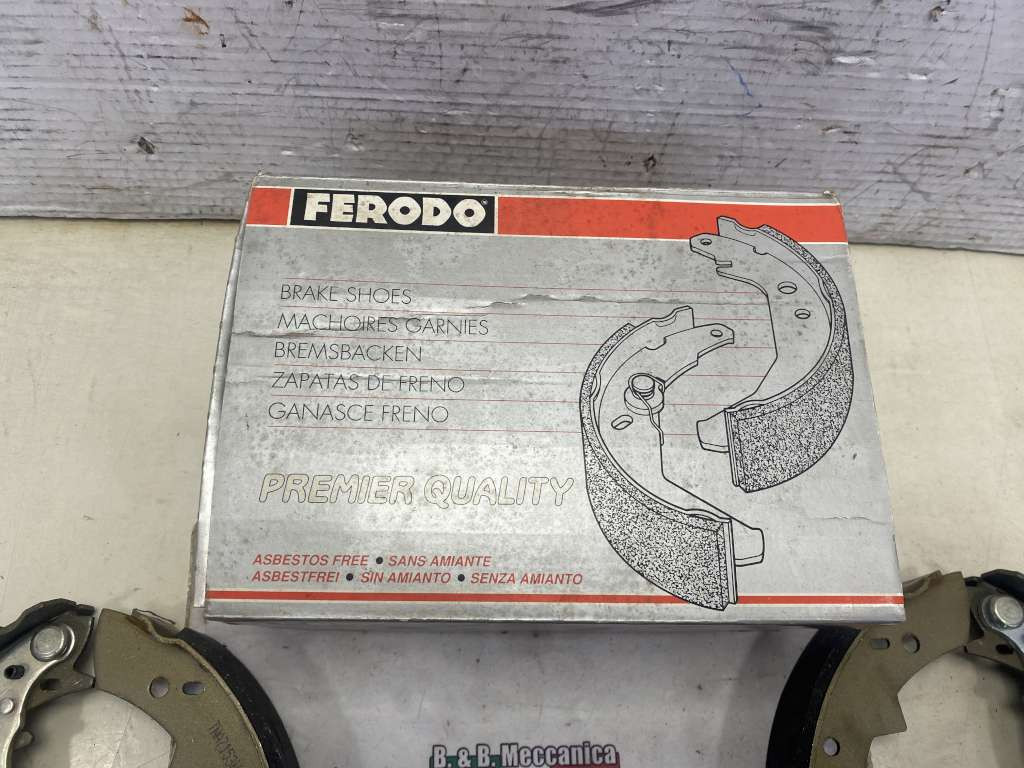 FERODO
BRAKE SHOES
MACHOIRES GARNIES
BREMSBACKEN
ZAPATAS DE FRENO
GANASCE FRENO
PREMIER QUALITY
ASBESTOS FREE • SANS AMIANTE
ASBESTFREI • SIN AMIANTO • SENZA AMIANTO
B. & B. Meccanica